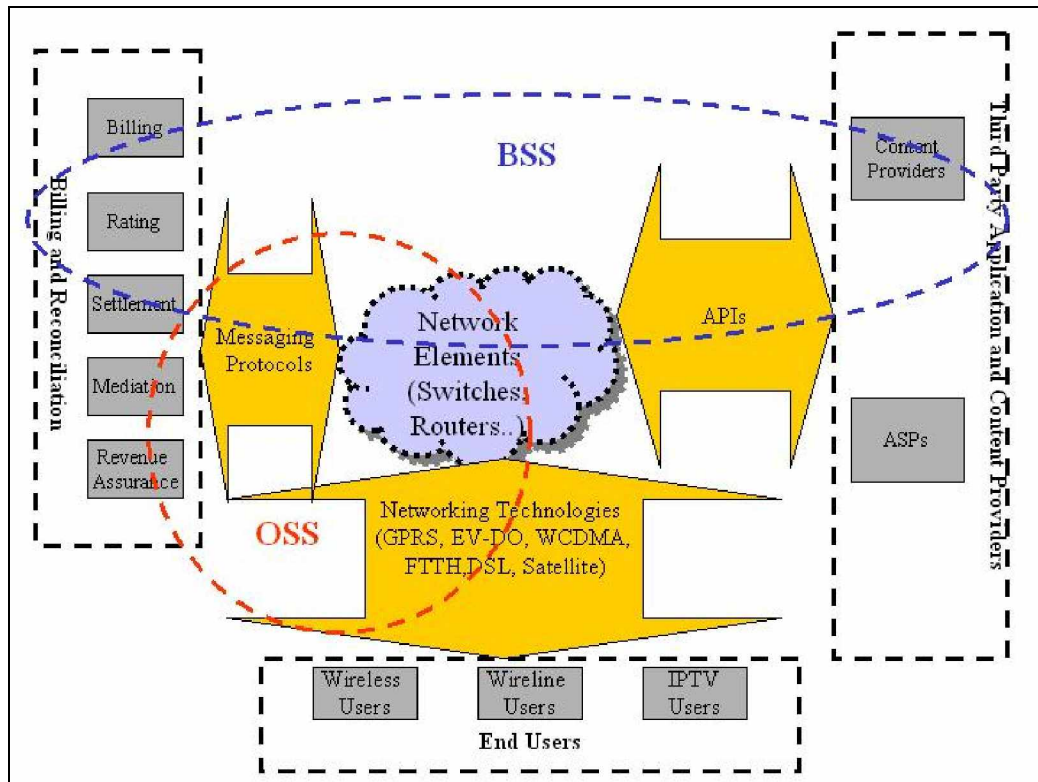 Billing
Rating
Settlement
Mediation
Revenue
Assurance
Billing and Reconciliation
BSS
Messaging
Protocols
Network
Elements
(Switches,
Routers..)
APIs
Content
Providers
ASPs
Third Party Application and Content Providers
OSS
Networking Technologies
(GPRS, EV-DO, WCDMA,
FTTH,DSL, Satellite)
Wireless
Users
Wireline
Users
IPTV
Users
End Users